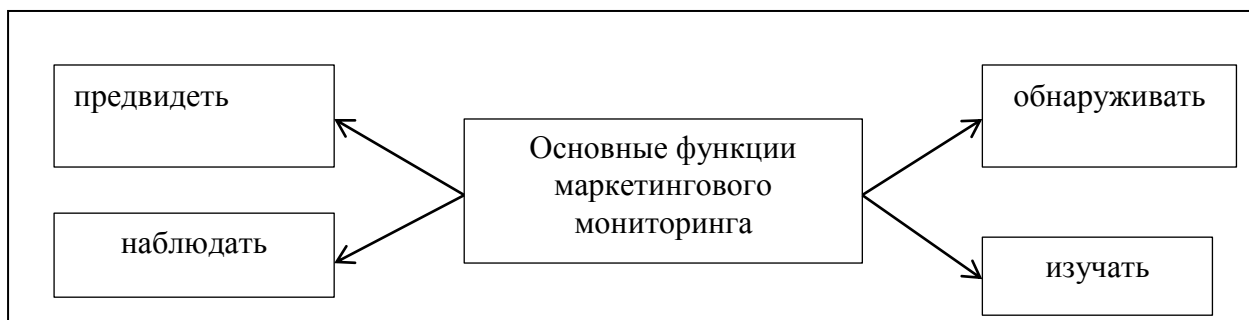 предвидеть
обнаруживать
Основные функции
маркетингового
мониторинга
наблюдать
изучать